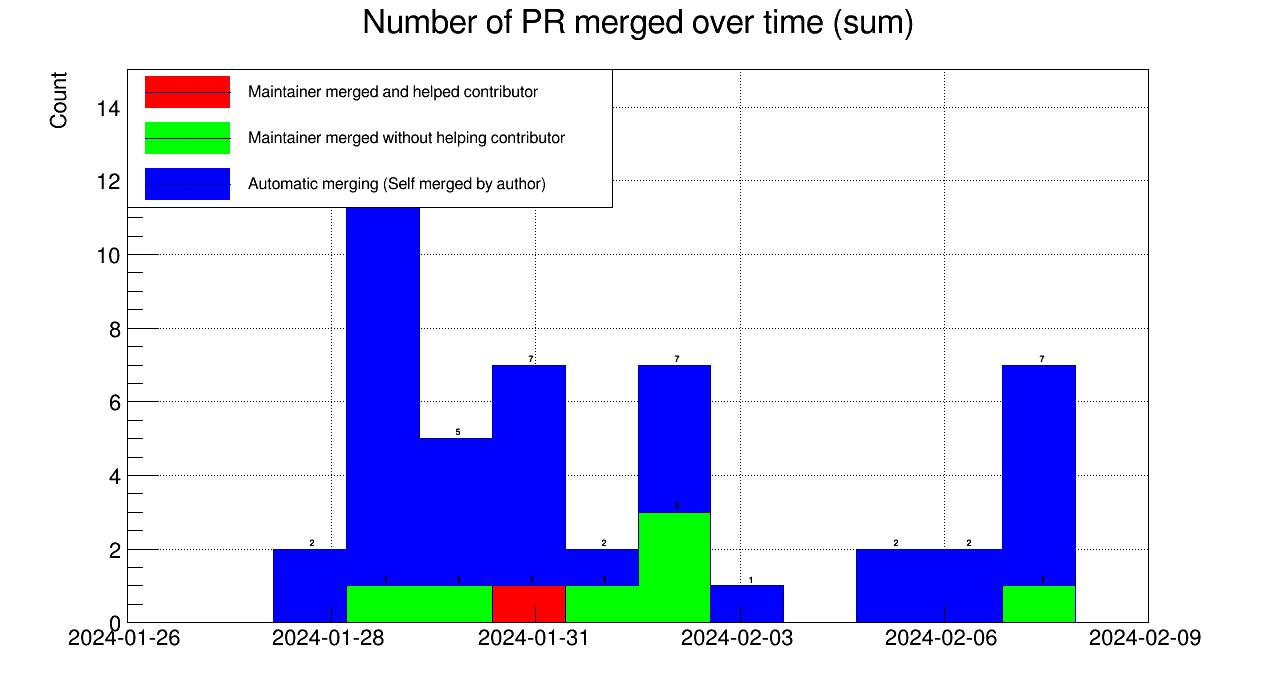 Number of PR merged over time (sum)
Count
Maintainer merged and helped contributor
Maintainer merged without helping contributor
Automatic merging (Self merged by author)
14
12
10
8
7 7 7
6
5
4
3
2 2 2 2
2
1 1 1 1 1 1
0
2024-01-26 2024-01-28 2024-01-31 2024-02-03 2024-02-06 2024-02-09